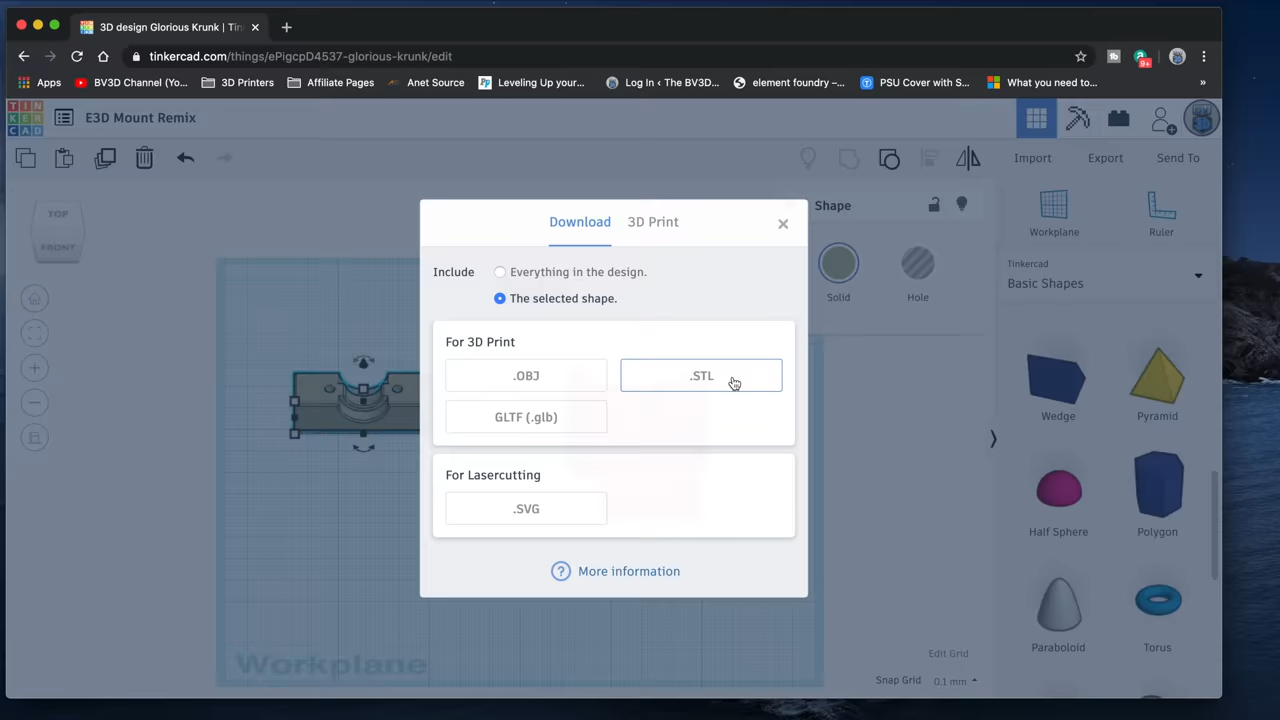 3D design Glorious Krunk | Tin
tinkercad.com/things/ePigcpD4537-glorious-krunk/edit
9+
Apps
BV3D Channel (Yo...
3D Printers
Affiliate Pages
Anet Source
Leveling Up your...
Log In ‹ The BV3D...
element foundry –...
PSU Cover with S...
What you need to...
»
TIN
KER
CAD
E3D Mount Remix
Import
Export
Send To
TOP
FRONT
Download
3D Print
Include
Everything in the design.
The selected shape.
For 3D Print
.OBJ
.STL
GLTF (.glb)
For Lasercutting
.SVG
? More information
Shape
Solid
Hole
Workplane
Ruler
Tinkercad
Basic Shapes
Wedge
Pyramid
Half Sphere
Polygon
Paraboloid
Torus
Workplane
Edit Grid
Snap Grid 0.1 mm